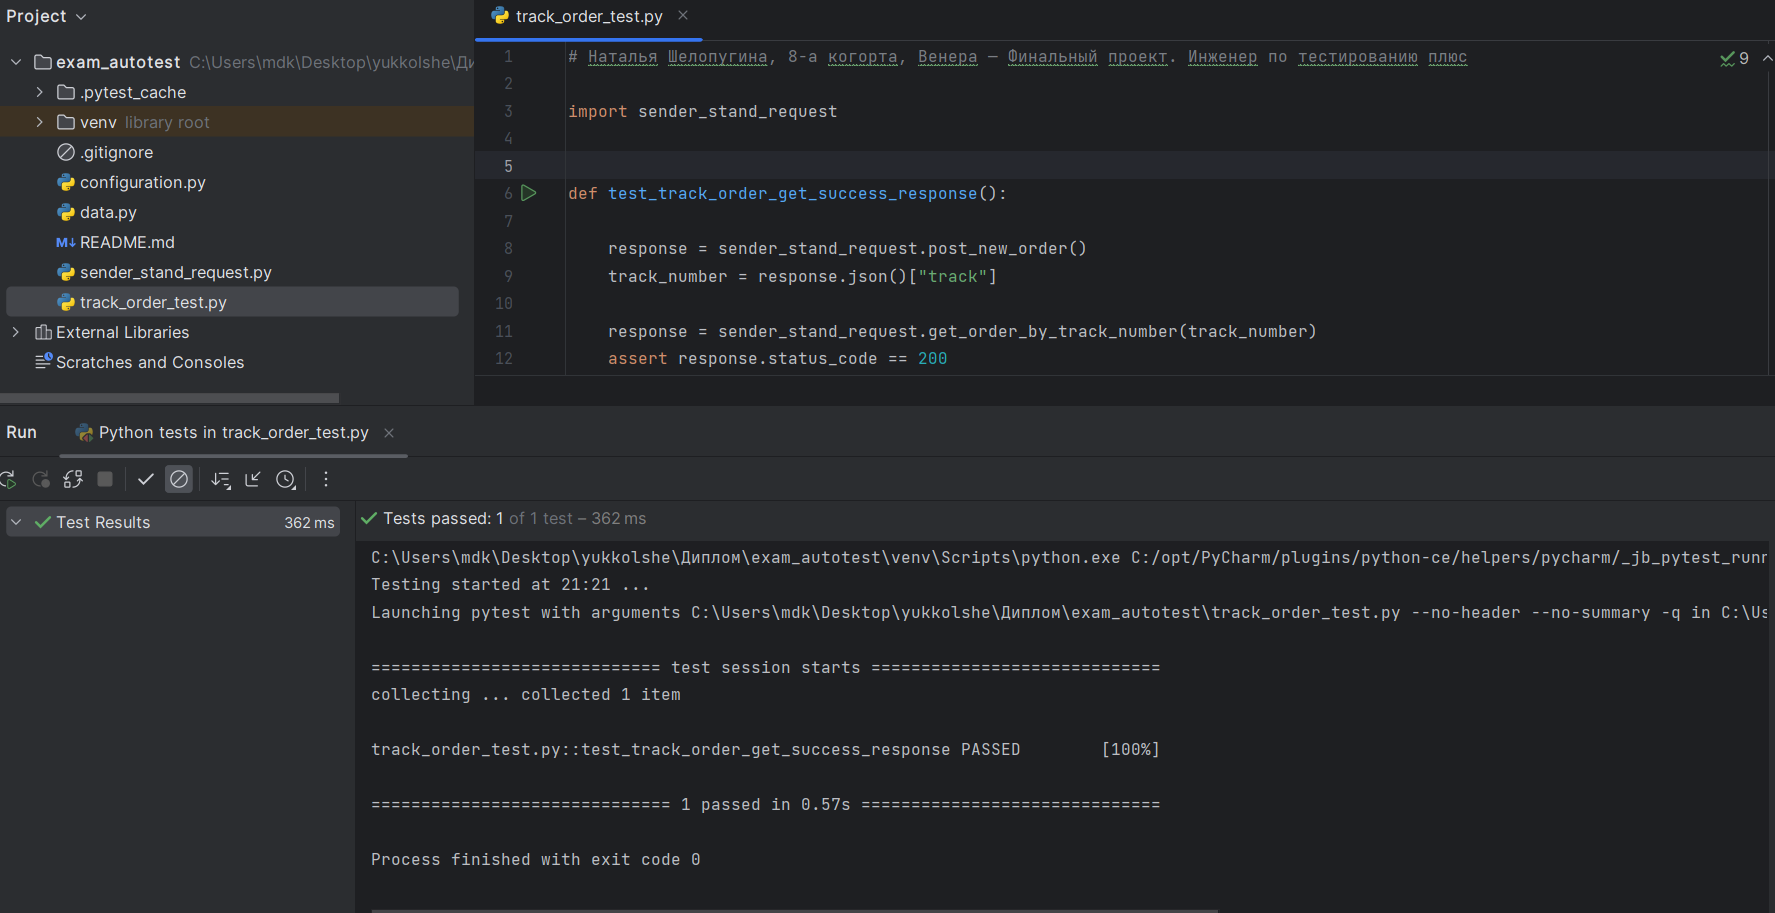 Project
exam_autotest C:\Users\mdk\Desktop\yukkolshe\Ди
.pytest_cache
venv library root
.gitignore
configuration.py
data.py
README.md
sender_stand_request.py
track_order_test.py
External Libraries
Scratches and Consoles
track_order_test.py
1 # Наталья Шелопугина, 8-а когорта, Венера — Финальный проект. Инженер по тестированию плюс
9
2
3 import sender_stand_request
4
5
6 def test_track_order_get_success_response():
7
8 response = sender_stand_request.post_new_order()
9 track_number = response.json()["track"]
10
11 response = sender_stand_request.get_order_by_track_number(track_number)
12 assert response.status_code == 200
Run Python tests in track_order_test.py
Test Results 362 ms
Tests passed: 1 of 1 test – 362 ms
C:\Users\mdk\Desktop\yukkolshe\Диплом\exam_autotest\venv\Scripts\python.exe C:/opt/PyCharm/plugins/python-ce/helpers/pycharm/_jb_pytest_runn
Testing started at 21:21 ...
Launching pytest with arguments C:\Users\mdk\Desktop\yukkolshe\Диплом\exam_autotest\track_order_test.py --no-header --no-summary -q in C:\Us
============================= test session starts =============================
collecting ... collected 1 item
track_order_test.py::test_track_order_get_success_response PASSED [100%]
============================== 1 passed in 0.57s ==============================
Process finished with exit code 0